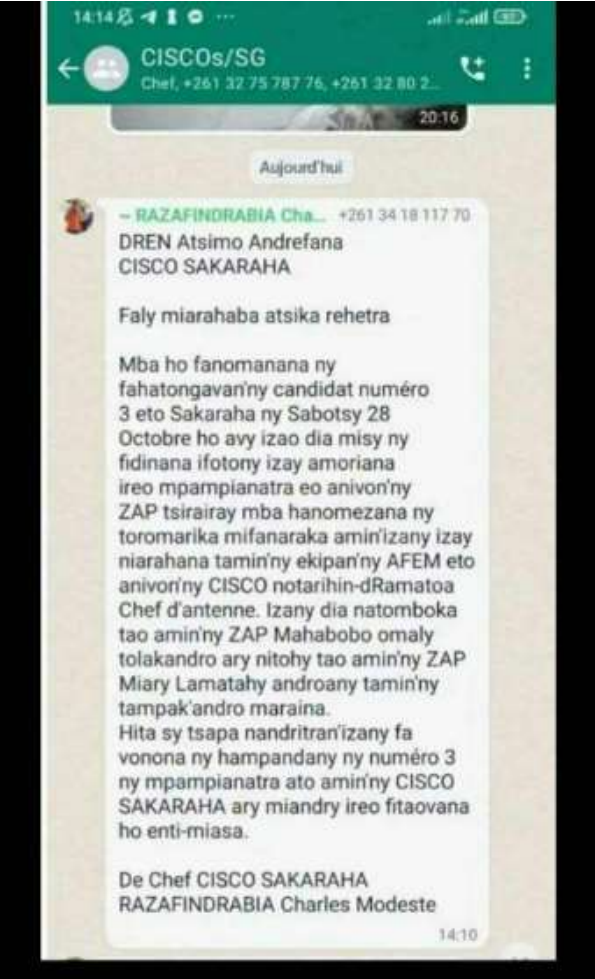 14:14
CISCOs/SG
Chef, +261 32 75 787 76, +261 32 80 2...
20:16
Aujourd'hui
~ RAZAFINDRABIA Cha... +261 34 18 117 70
DREN Atsimo Andrefana
CISCO SAKARAHA
Faly miarahaba atsika rehetra
Mba ho fanomanana ny
fahatongavan'ny candidat numéro
3 eto Sakaraha ny Sabotsy 28
Octobre ho avy izao dia misy ny
fidinana ifotony izay amoriana
ireo mpampianatra eo anivon'ny
ZAP tsirairay mba hanomezana ny
toromarika mifanaraka amin'izany izay
niarahana tamin'ny ekipan'ny AFEM eto
anivon'ny CISCO notarihin-dRamatoa
Chef d'antenne. Izany dia natomboka
tao amin'ny ZAP Mahabobo omaly
tolakandro ary nitohy tao amin'ny ZAP
Miary Lamatahy androany tamin'ny
tampak'andro maraina.
Hita sy tsapa nandritran'izany fa
vonona ny hampandany ny numéro 3
ny mpampianatra ato amin'ny CISCO
SAKARAHA ary miandry ireo fitaovana
ho enti-miasa.
De Chef CISCO SAKARAHA
RAZAFINDRABIA Charles Modeste
14:10